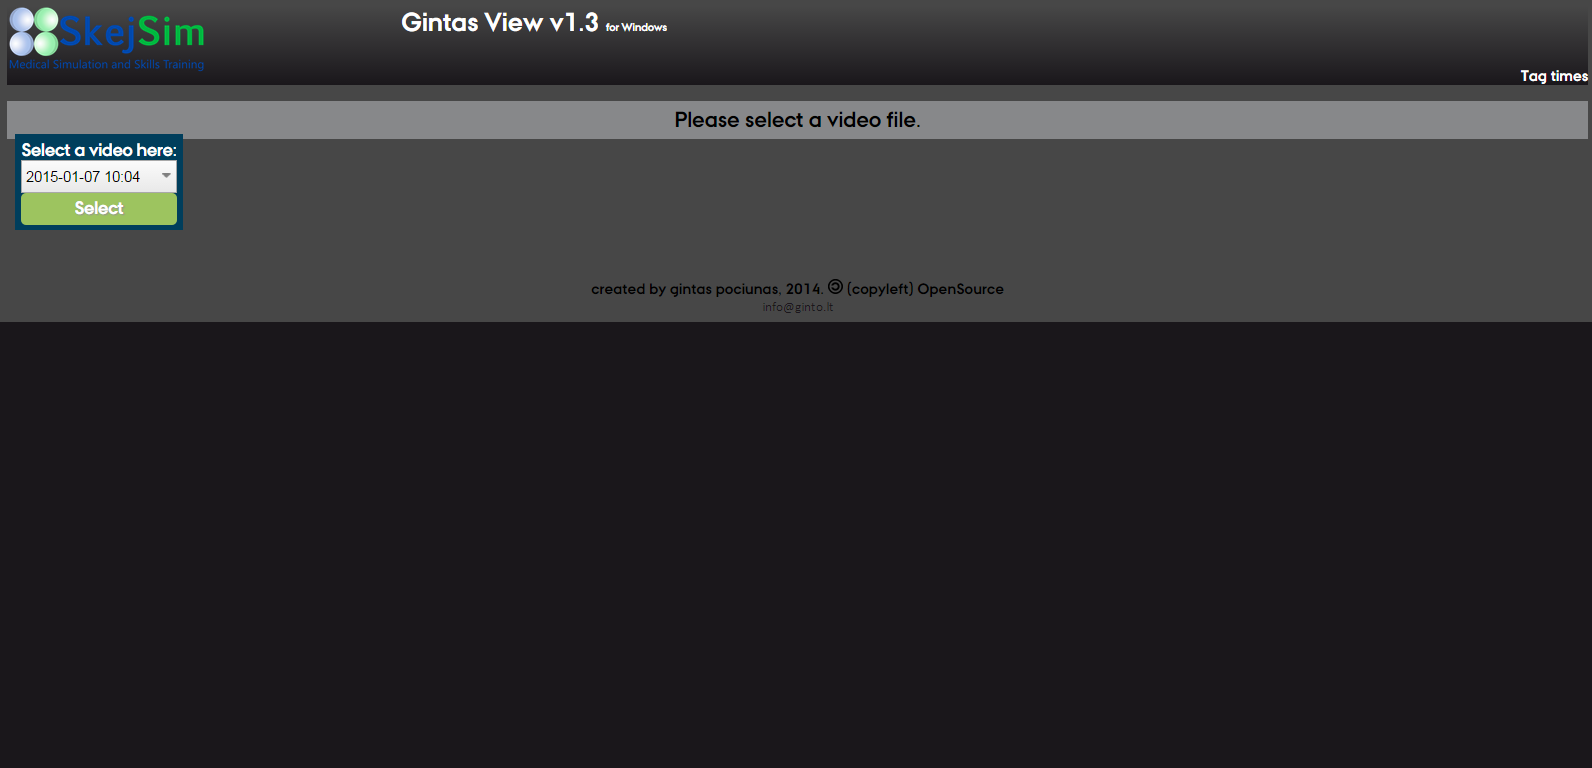 SkejSim
Medical Simulation and Skills Training
Gintas View v1.3 for Windows
Tag times
Please select a video file.
Select a video here:
2015-01-07 10:04
Select
created by gintas pociunas, 2014. 🄯 (copyleft) OpenSource
info@ginto.lt